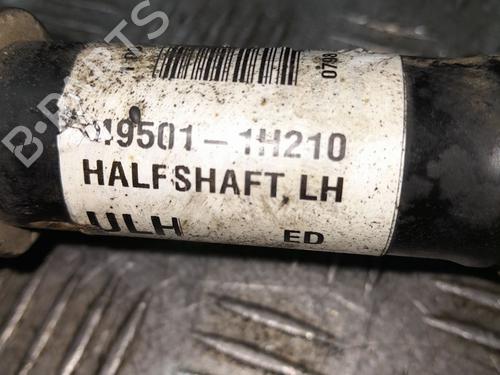 0798
49501-1H210
HALFSHAFT, LH
ULH ED
B-PARTS